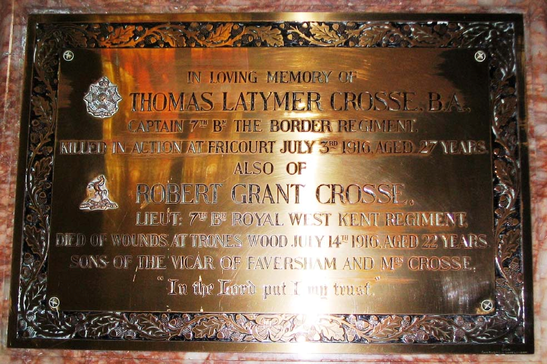 IN LOVING MEMORY OF
THOMAS LATYMER CROSSE., B.A.
CAPTAIN 7TH BN THE BORDER REGIMENT.
KILLED IN ACTION AT FRICOURT JULY 3RD 1916, AGED 27 YEARS.
ALSO OF
ROBERT GRANT CROSSE.,
LIEUT: 7TH BN ROYAL WEST KENT REGIMENT.
DIED OF WOUNDS AT TRONES WOOD JULY 14TH 1916, AGED 22 YEARS
SONS OF THE VICAR OF FAVERSHAM AND MRS CROSSE.
"In the Lord put I my trust."